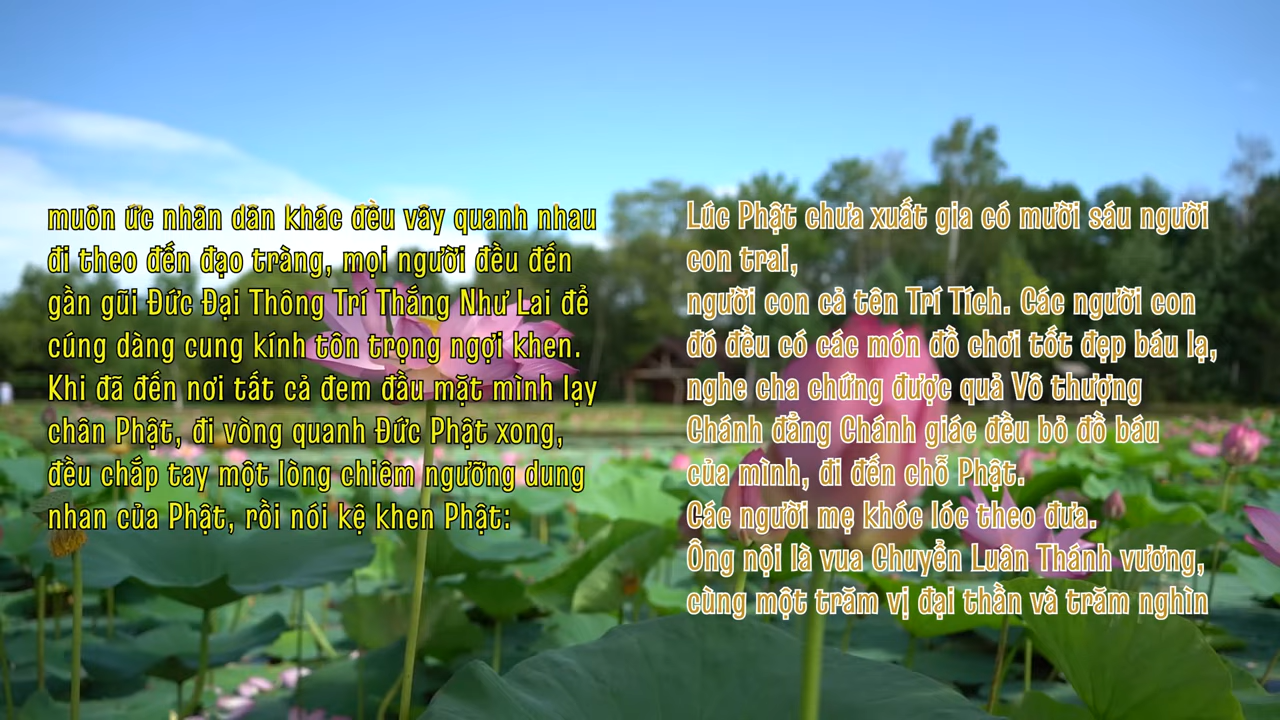 muôn ức nhân dân khác đều vây quanh nhau
đi theo đến đạo tràng, mọi người đều đến
gần gũi Đức Đại Thông Trí Thắng Như Lai để
cúng dàng cung kính tôn trọng ngợi khen.
Khi đã đến nơi tất cả đem đầu mặt mình lạy
chân Phật, đi vòng quanh Đức Phật xong,
đều chắp tay một lòng chiêm ngưỡng dung
nhan của Phật, rồi nói kệ khen Phật:
Lúc Phật chưa xuất gia có mười sáu người
con trai,
người con cả tên Trí Tích. Các người con
đó đều có các món đồ chơi tốt đẹp báu lạ,
nghe cha chứng được quả Vô thượng
Chánh đẳng Chánh giác đều bỏ đồ báu
của mình, đi đến chỗ Phật.
Các người mẹ khóc lóc theo đưa.
Ông nội là vua Chuyển Luân Thánh vương,
cùng một trăm vị đại thần và trăm nghìn